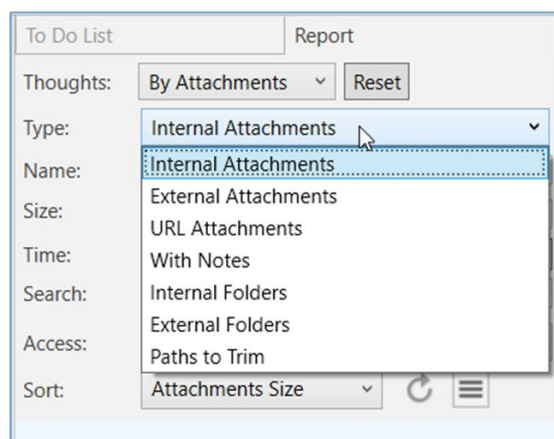 To Do List Report
Thoughts: By Attachments Reset
Type: Internal Attachments
Name: Internal Attachments
External Attachments
Size:
URL Attachments
Time: With Notes
Search: Internal Folders
External Folders
Access:
Paths to Trim
Sort: Attachments Size